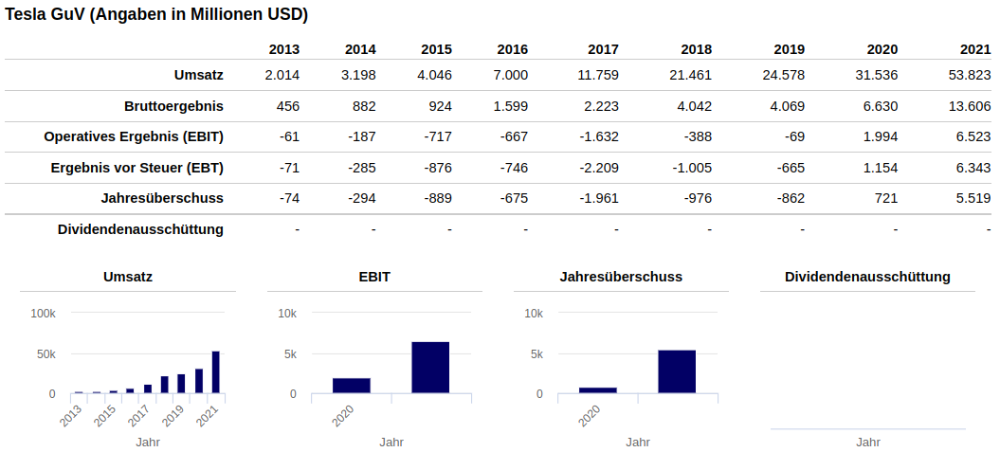 Tesla GuV (Angaben in Millionen USD)
2013 2014 2015 2016 2017 2018 2019 2020 2021
Umsatz 2.014 3.198 4.046 7.000 11.759 21.461 24.578 31.536 53.823
Bruttoergebnis 456 882 924 1.599 2.223 4.042 4.069 6.630 13.606
Operatives Ergebnis (EBIT) -61 -187 -717 -667 -1.632 -388 -69 1.994 6.523
Ergebnis vor Steuer (EBT) -71 -285 -876 -746 -2.209 -1.005 -665 1.154 6.343
Jahresüberschuss -74 -294 -889 -675 -1.961 -976 -862 721 5.519
Dividendenausschüttung - - - - - - - - -
Umsatz
100k
50k
0
2013 2015 2017 2019 2021
Jahr
EBIT
10k
5k
0
2020
Jahr
Jahresüberschuss
10k
5k
0
2020
Jahr
Dividendenausschüttung
Jahr